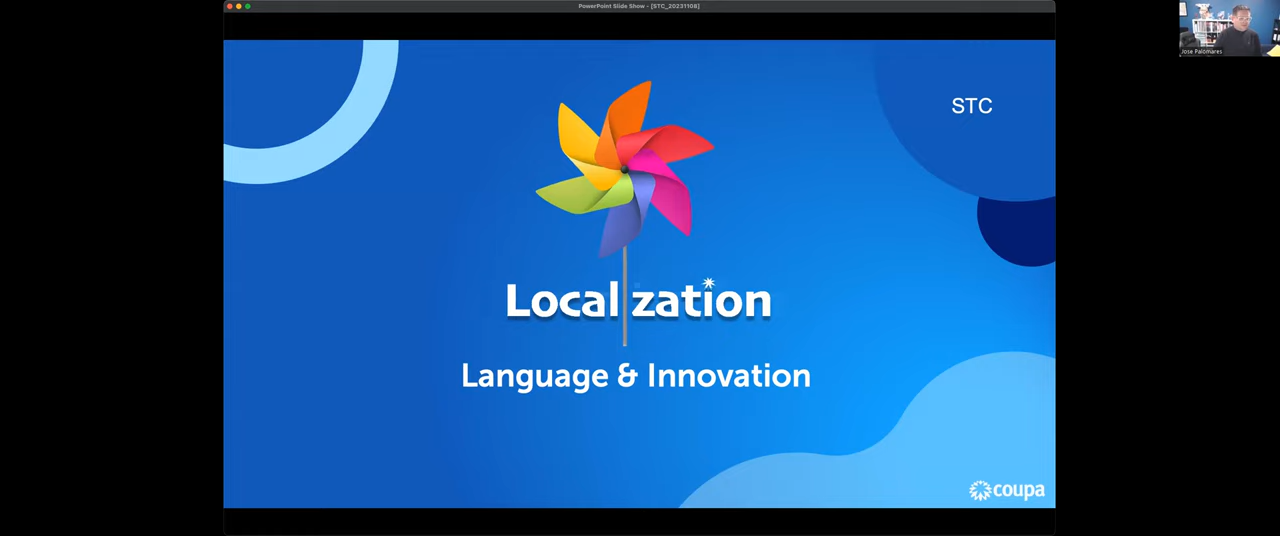 PowerPoint Slide Show - [STC_20231108]
Jose Palomares
STC
Localization
Language & Innovation
coupa